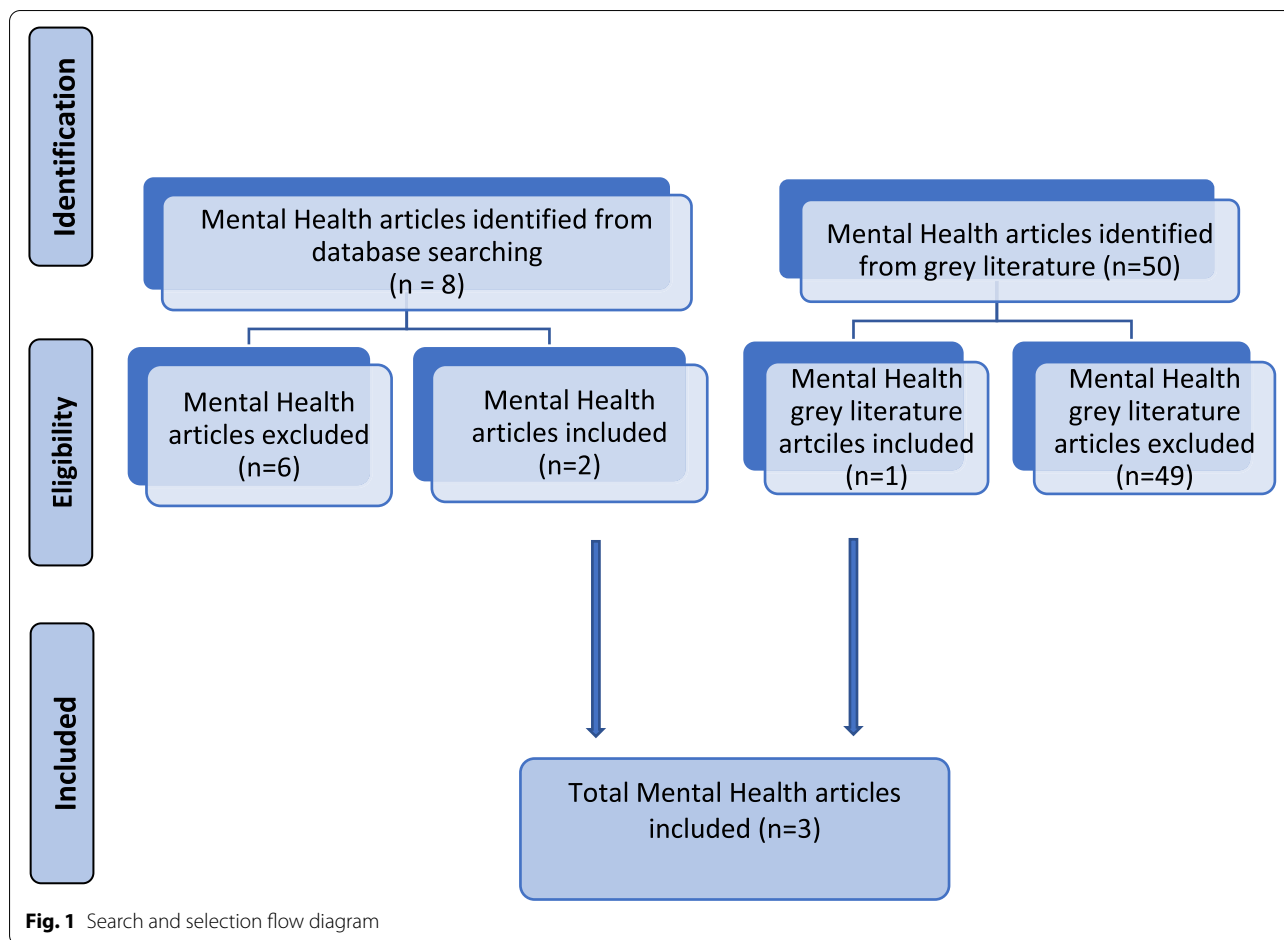 Identification
Mental Health articles identified from
database searching
(n = 8)
Mental Health articles identified
from grey literature (n=50)
Eligibility
Mental Health
articles excluded
(n=6)
Mental Health
articles included
(n=2)
Mental Health
grey literature
artciles included
(n=1)
Mental Health
grey literature
articles excluded
(n=49)
Included
Total Mental Health articles
included (n=3)
Fig. 1 Search and selection flow diagram